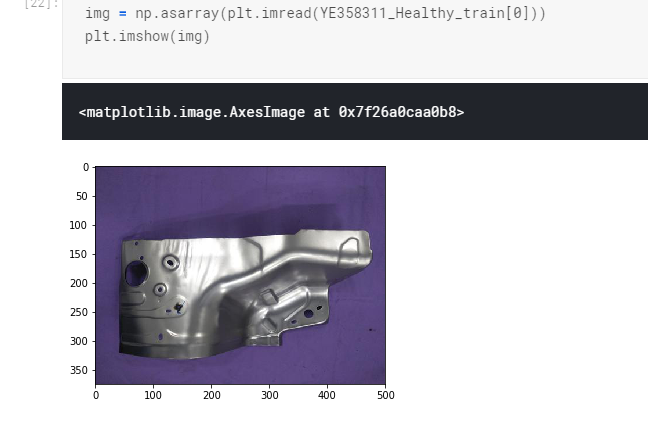 [22]:
img = np.asarray(plt.imread(YE358311_Healthy_train[0]))
plt.imshow(img)
<matplotlib.image.AxesImage at 0x7f26a0caa0b8>
0
50
100
150
200
250
300
350
0 100 200 300 400 500